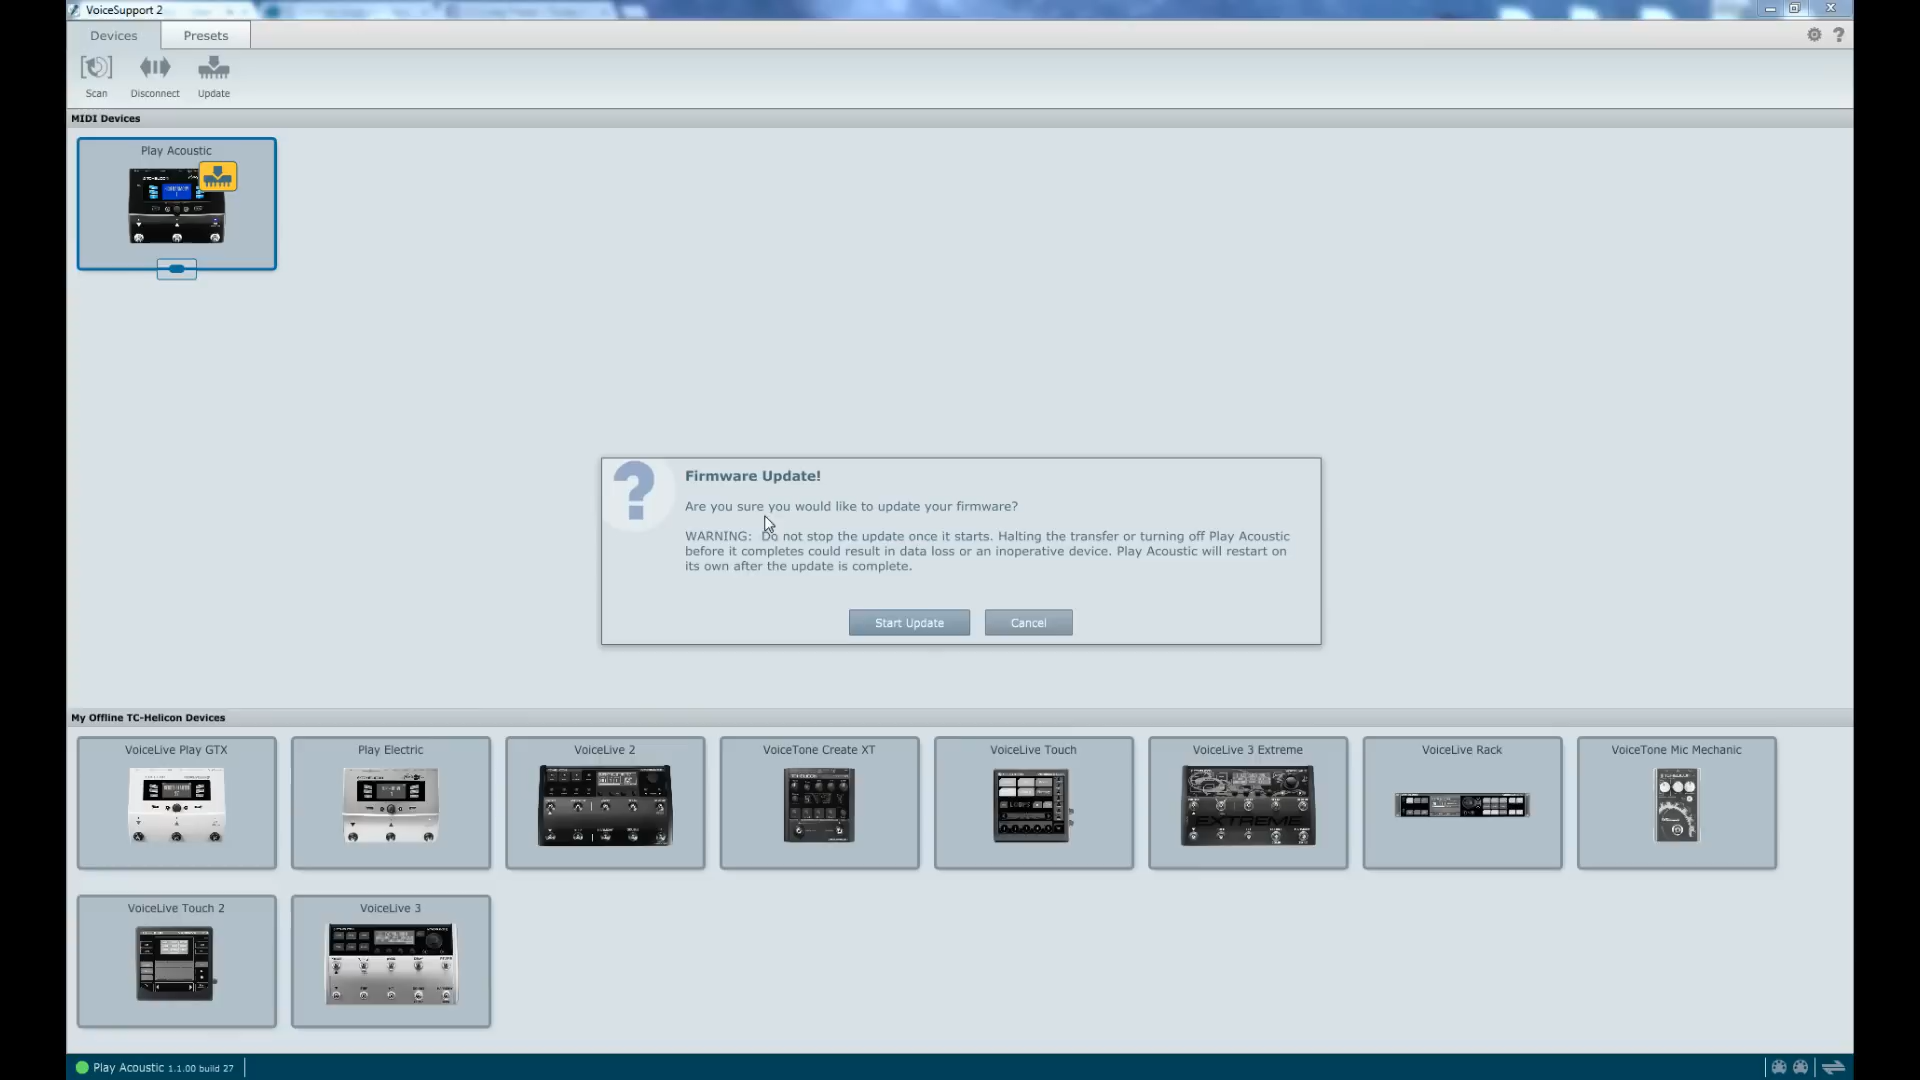 VoiceSupport 2
Devices
Presets
Scan
Disconnect
Update
MIDI Devices
Play Acoustic
Firmware Update!
Are you sure you would like to update your firmware?
WARNING: Do not stop the update once it starts. Halting the transfer or turning off Play Acoustic
before it completes could result in data loss or an inoperative device. Play Acoustic will restart on
its own after the update is complete.
Start Update
Cancel
My Offline TC-Helicon Devices
VoiceLive Play GTX
Play Electric
VoiceLive 2
VoiceTone Create XT
VoiceLive Touch
VoiceLive 3 Extreme
VoiceLive Rack
VoiceTone Mic Mechanic
EXTREME
VoiceLive Touch 2
VoiceLive 3
Play Acoustic 1.1.00 build 27